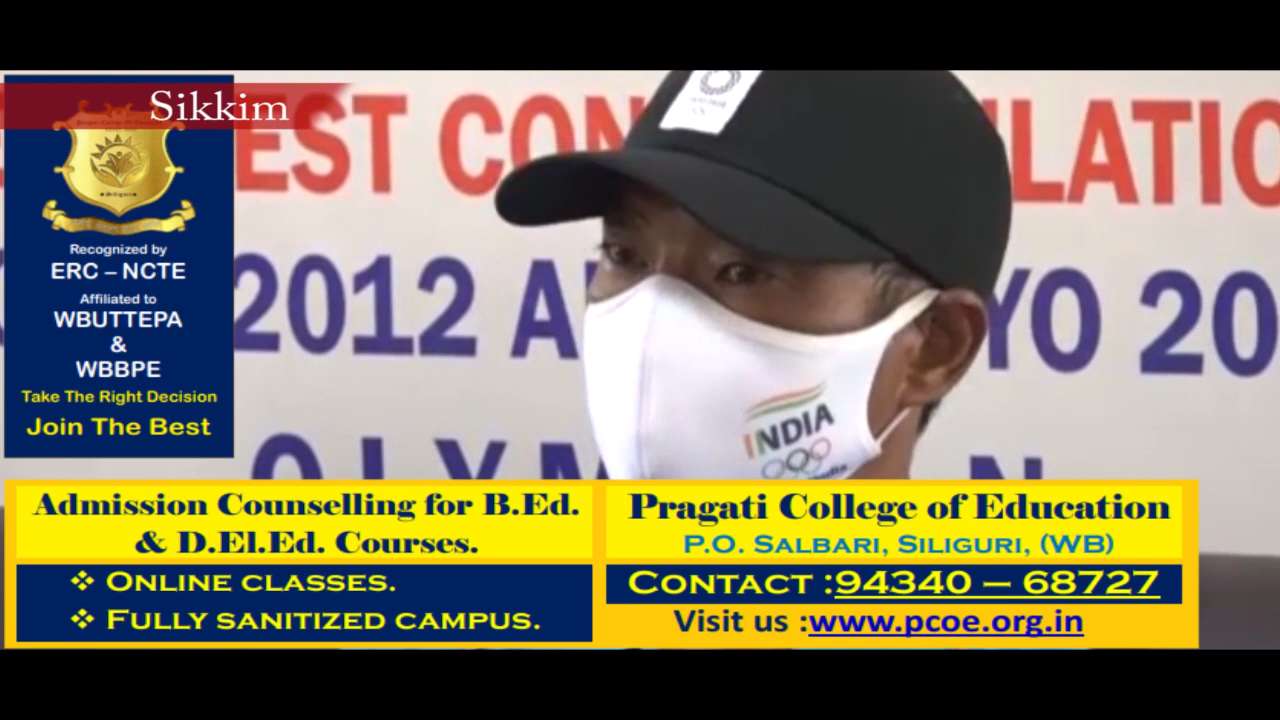 Sikkim
Recognized by
ERC – NCTE
Affiliated to
WBUTTEPA
&
WBBPE
Take The Right Decision
Join The Best
EST CON ILATIO
2012 A YO 20
OLYM N
INDIA
Admission Counselling for B.Ed.
& D.El.Ed. Courses.
❖ ONLINE CLASSES.
❖ FULLY SANITIZED CAMPUS.
Pragati College of Education
P.O. SALBARI, SILIGURI, (WB)
CONTACT :94340 – 68727
Visit us :www.pcoe.org.in